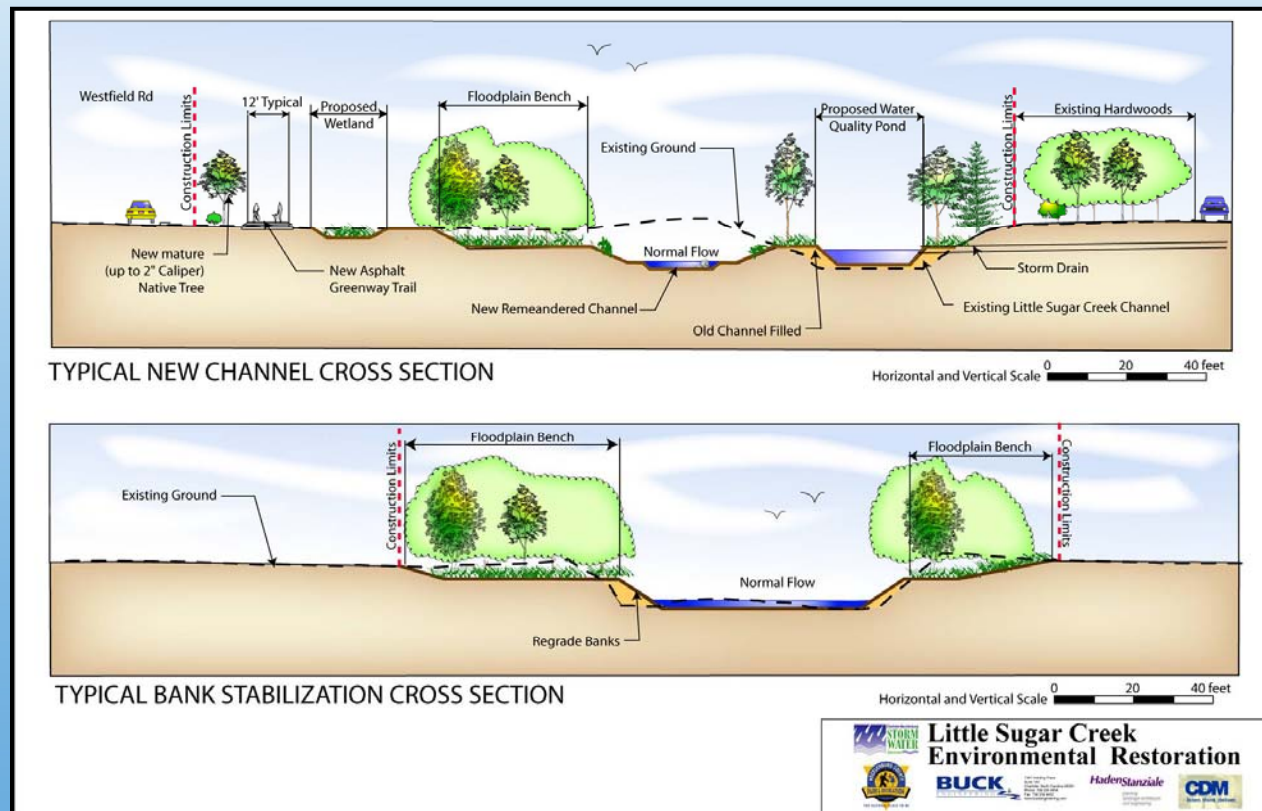 Westfield Rd
Construction Limits
12' Typical
Proposed
Wetland
Floodplain Bench
Existing Ground
Proposed Water
Quality Pond
Construction Limits
Existing Hardwoods
Normal Flow
New mature
(up to 2" Caliper)
Native Tree
New Asphalt
Greenway Trail
New Remeandered Channel
Old Channel Filled
Existing Little Sugar Creek Channel
Storm Drain
TYPICAL NEW CHANNEL CROSS SECTION
Horizontal and Vertical Scale
0 20 40 feet
Existing Ground
Construction Limits
Floodplain Bench
Floodplain Bench
Construction Limits
Normal Flow
Regrade Banks
TYPICAL BANK STABILIZATION CROSS SECTION
Horizontal and Vertical Scale
0 20 40 feet
STORM
WATER
Little Sugar Creek
Environmental Restoration
BUCK
HadenStanziale
CDM